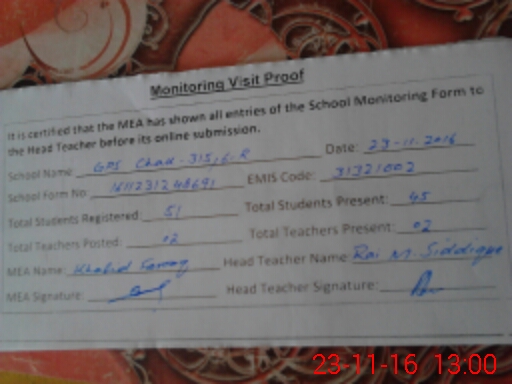 Monitoring Visit Proof
It is certified that the MEA has shown all entries of the School Monitoring Form to
the Head Teacher before its online submission.
School Name: GPS Chak-315,6-R Date: 23-11-2016
School Form No: EMIS Code: 31321002
Total Students Registered: 51 Total Students Present: 45
Total Teachers Posted: 02 Total Teachers Present: 02
MEA Name: Khalid Farooq Head Teacher Name: Rai M. Siddique
MEA Signature: Head Teacher Signature:
23-11-16 13:00